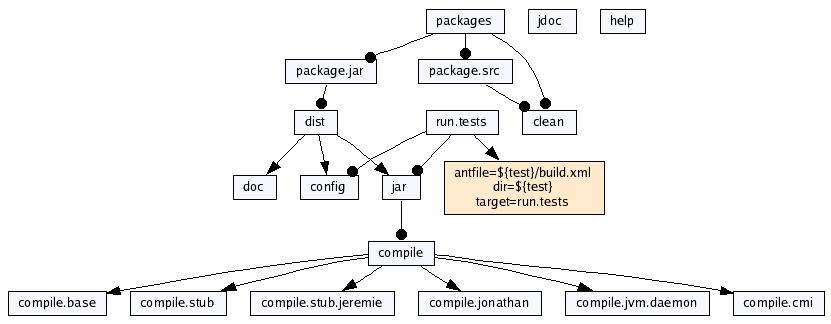 packages
jdoc
help
package.jar
package.src
dist
run.tests
clean
doc
config
jar
antfile=${test}/build.xml
dir=${test}
target=run.tests
compile
compile.base
compile.stub
compile.stub.jeremie
compile.jonathan
compile.jvm.daemon
compile.cmi